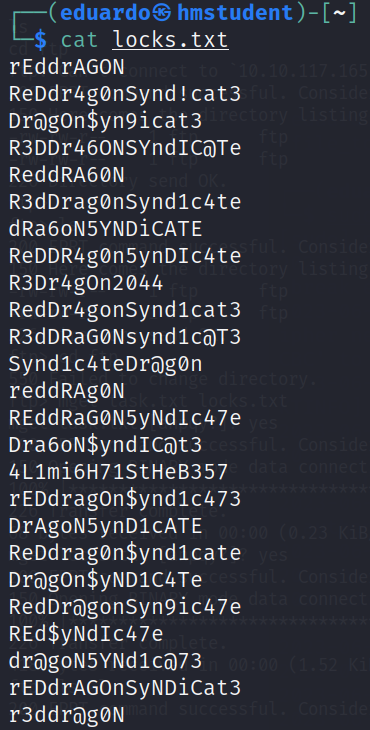 ┌──(eduardo㉿hmstudent)-[~]
└─$ cat locks.txt
rEddrAGON
ReDdr4g0nSynd!cat3
Dr@gOn$yn9icat3
R3DDr46ONSYndIC@Te
ReddRA60N
R3dDrag0nSynd1c4te
dRa6oN5YNDiCATE
ReDDR4g0n5ynDIc4te
R3Dr4gOn2044
RedDr4gonSynd1cat3
R3dDRaG0Nsynd1c@T3
Synd1c4teDr@g0n
reddRAg0N
REddRaG0N5yNdIc47e
Dra6oN$yndIC@t3
4L1mi6H71StHeB357
rEDdragOn$ynd1c473
DrAgoN5ynD1cATE
ReDdrag0n$ynd1cate
Dr@gOn$yND1C4Te
RedDr@gonSyn9ic47e
REd$yNdIc47e
dr@goN5YNd1c@73
rEDdrAGOnSyNDiCat3
r3ddr@g0N